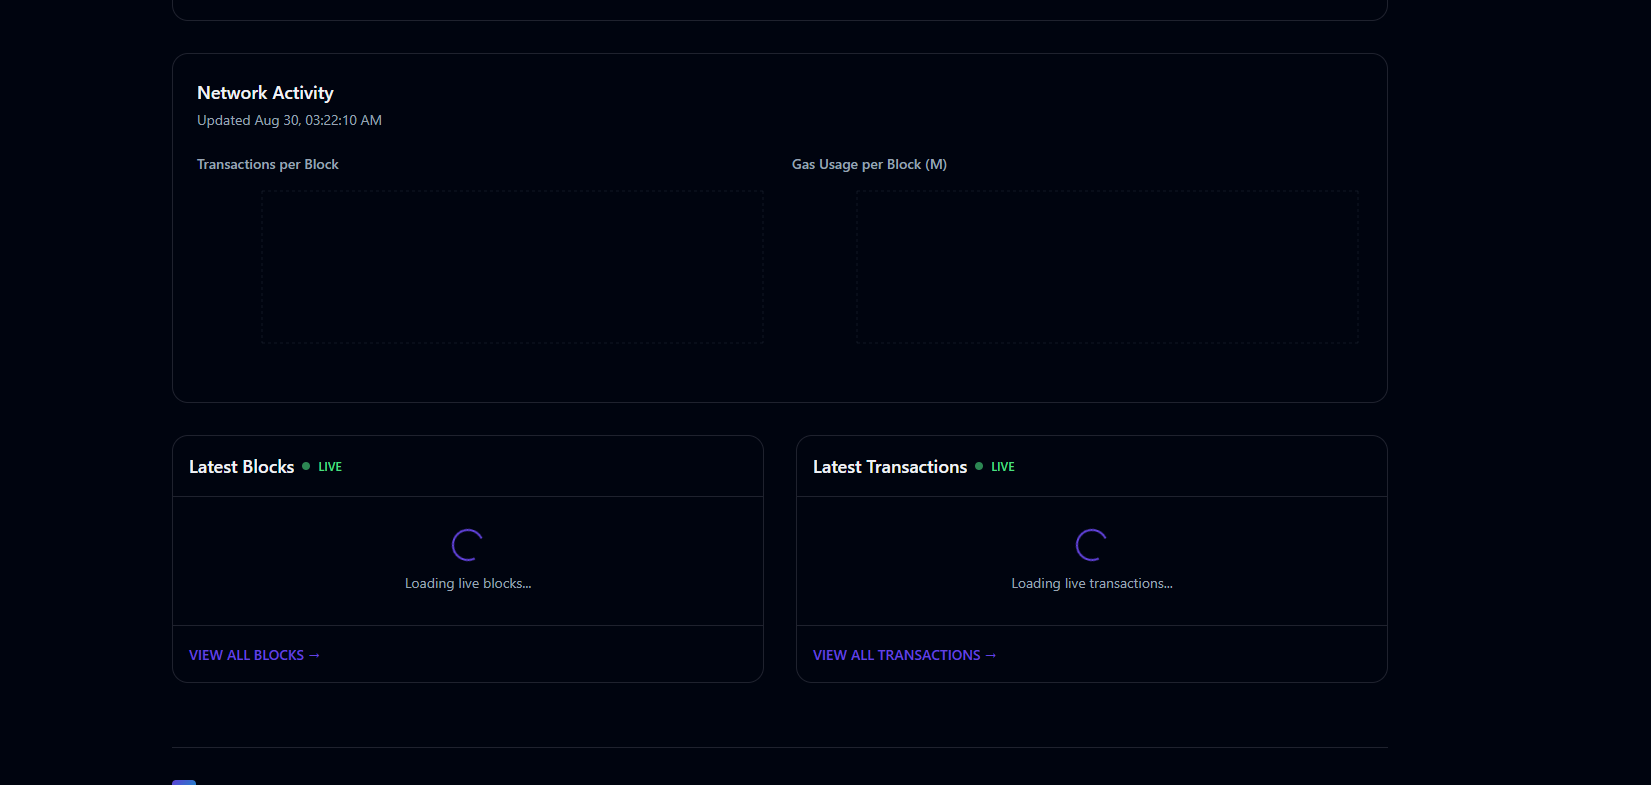 Network Activity
Updated Aug 30, 03:22:10 AM
Transactions per Block
Gas Usage per Block (M)
Latest Blocks LIVE
Latest Transactions LIVE
Loading live blocks...
Loading live transactions...
VIEW ALL BLOCKS →
VIEW ALL TRANSACTIONS →